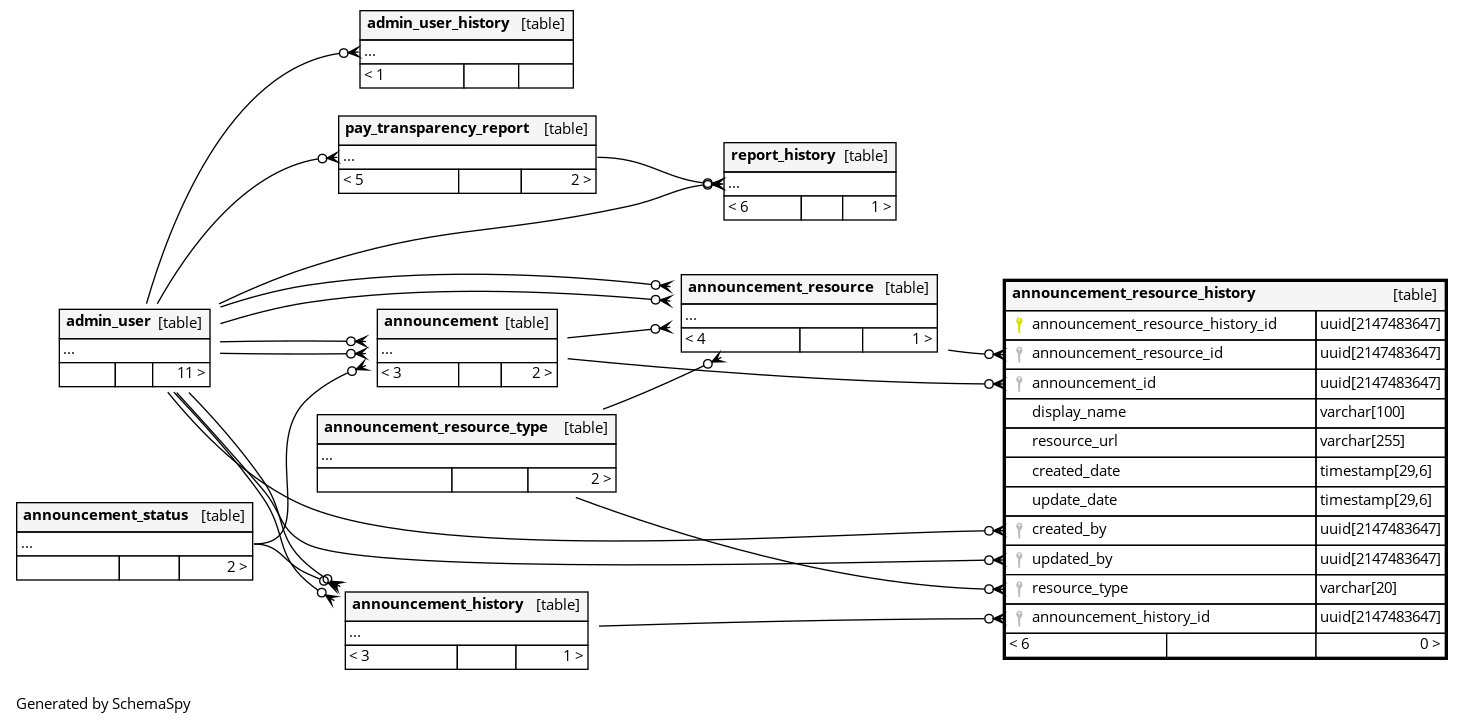 admin_user_history [table]
...
< 1
pay_transparency_report [table]
...
< 5 2 >
report_history [table]
...
< 6 1 >
announcement_resource [table]
...
< 4 1 >
admin_user [table]
...
11 >
announcement [table]
...
< 3 2 >
announcement_resource_type [table]
...
2 >
announcement_status [table]
...
2 >
announcement_history [table]
...
< 3 1 >
announcement_resource_history [table]
announcement_resource_history_id uuid[2147483647]
announcement_resource_id uuid[2147483647]
announcement_id uuid[2147483647]
display_name varchar[100]
resource_url varchar[255]
created_date timestamp[29,6]
update_date timestamp[29,6]
created_by uuid[2147483647]
updated_by uuid[2147483647]
resource_type varchar[20]
announcement_history_id uuid[2147483647]
< 6 0 >
Generated by SchemaSpy